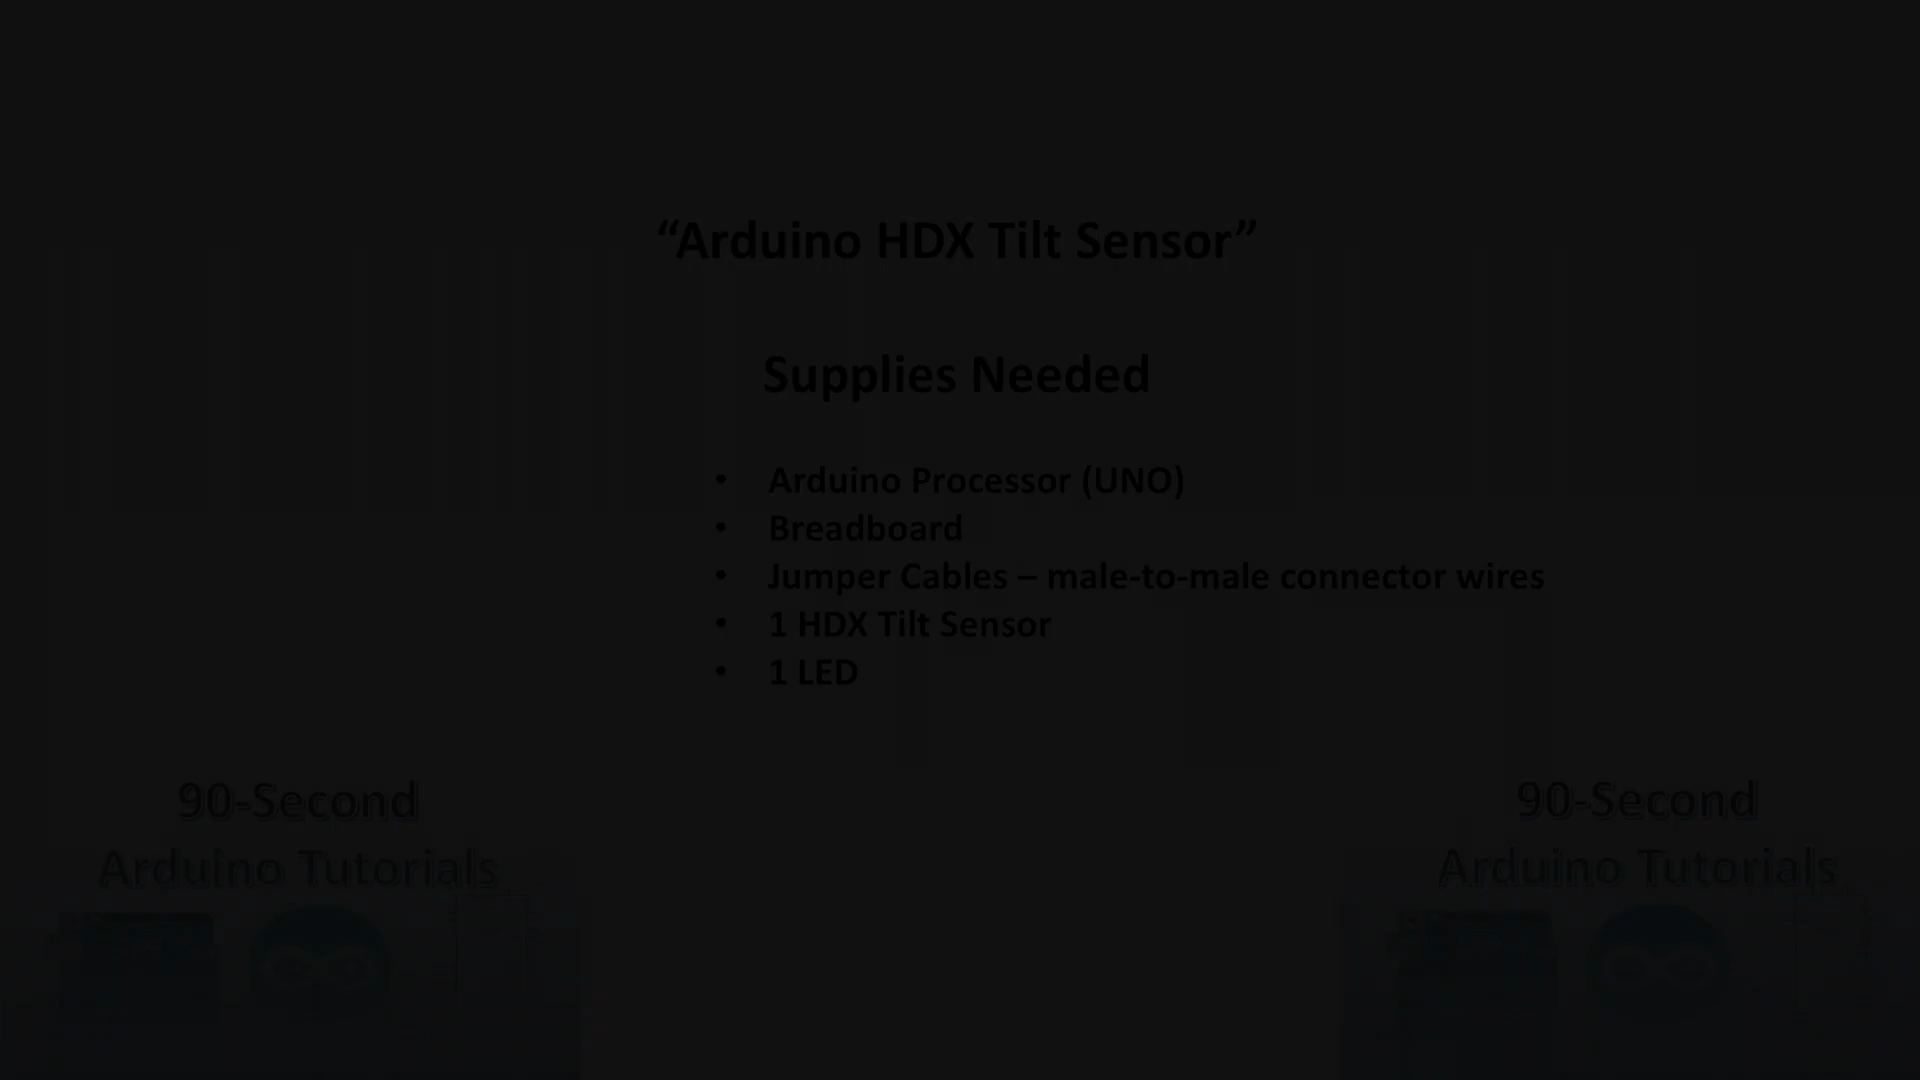 “Arduino HDX Tilt Sensor”
Supplies Needed
• Arduino Processor (UNO)
• Breadboard
• Jumper Cables – male-to-male connector wires
• 1 HDX Tilt Sensor
• 1 LED
90-Second
Arduino Tutorials
90-Second
Arduino Tutorials